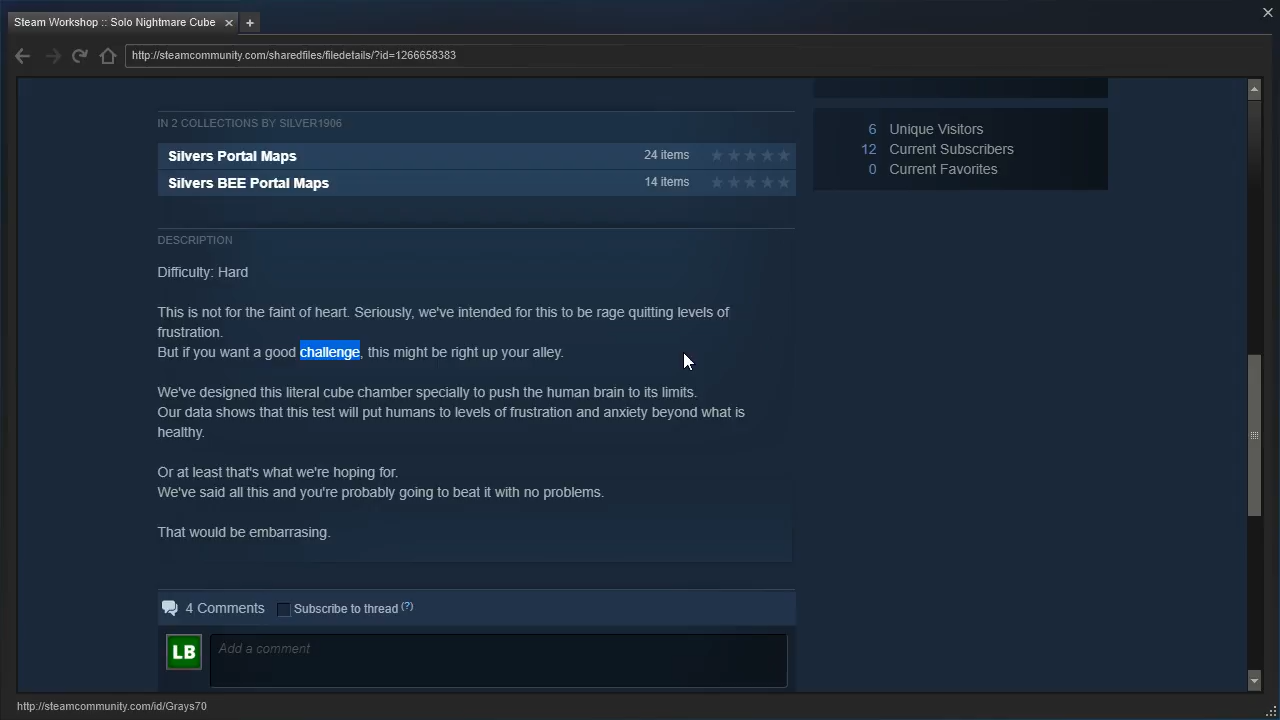 Steam Workshop :: Solo Nightmare Cube
http://steamcommunity.com/sharedfiles/filedetails/?id=1266658383
IN 2 COLLECTIONS BY SILVER1906
Silvers Portal Maps 24 items
Silvers BEE Portal Maps 14 items
6 Unique Visitors
12 Current Subscribers
0 Current Favorites
DESCRIPTION
Difficulty: Hard
This is not for the faint of heart. Seriously, we've intended for this to be rage quitting levels of
frustration.
But if you want a good challenge, this might be right up your alley.
We've designed this literal cube chamber specially to push the human brain to its limits.
Our data shows that this test will put humans to levels of frustration and anxiety beyond what is
healthy.
Or at least that's what we're hoping for.
We've said all this and you're probably going to beat it with no problems.
That would be embarrasing.
4 Comments Subscribe to thread (?)
LB Add a comment
http://steamcommunity.com/id/Grays70